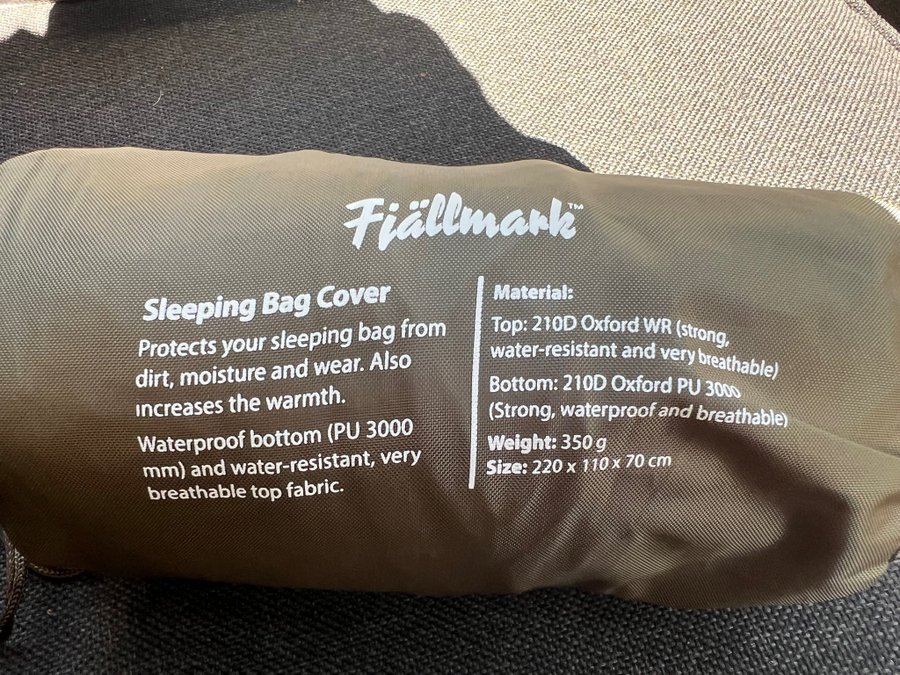 Fjällmark™
Sleeping Bag Cover
Protects your sleeping bag from
dirt, moisture and wear. Also
increases the warmth.
Waterproof bottom (PU 3000
mm) and water-resistant, very
breathable top fabric.
Material:
Top: 210D Oxford WR (strong,
water-resistant and very breathable)
Bottom: 210D Oxford PU 3000
(Strong, waterproof and breathable)
Weight: 350 g
Size: 220 x 110 x 70 cm